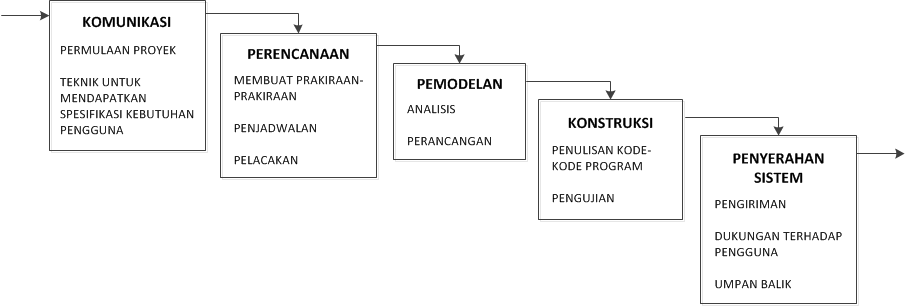 KOMUNIKASI
PERMULAAN PROYEK
TEKNIK UNTUK
MENDAPATKAN
SPESIFIKASI KEBUTUHAN
PENGGUNA
PERENCANAAN
MEMBUAT PRAKIRAAN-
PRAKIRAAN
PENJADWALAN
PELACAKAN
PEMODELAN
ANALISIS
PERANCANGAN
KONSTRUKSI
PENULISAN KODE-
KODE PROGRAM
PENGUJIAN
PENYERAHAN
SISTEM
PENGIRIMAN
DUKUNGAN TERHADAP
PENGGUNA
UMPAN BALIK